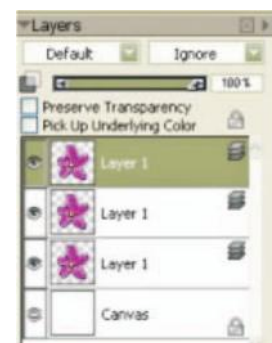 Layers
Default Ignore
100%
Preserve Transparency
Pick Up Underlying Color
Layer 1
Layer 1
Layer 1
Canvas